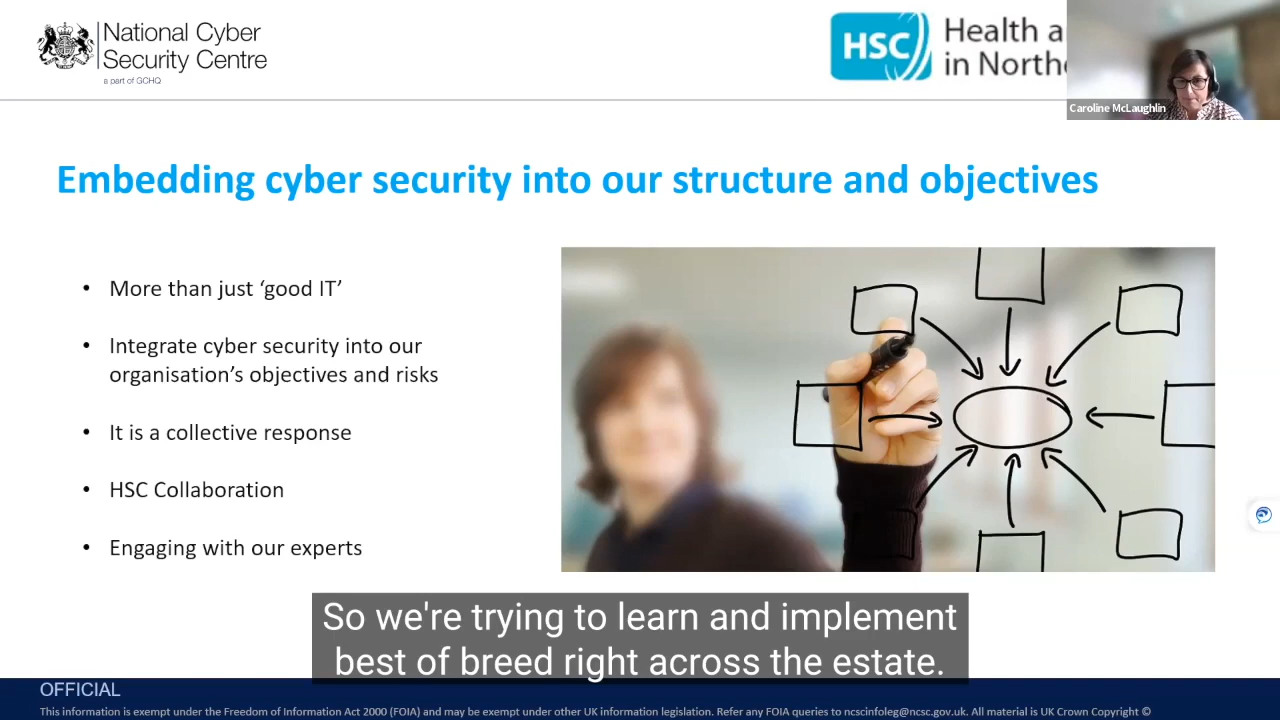 National Cyber
Security Centre
a part of GCHQ
HSC
Health a
in Northe
Caroline McLaughlin
Embedding cyber security into our structure and objectives
• More than just ‘good IT’
• Integrate cyber security into our
organisation’s objectives and risks
• It is a collective response
• HSC Collaboration
• Engaging with our experts
So we're trying to learn and implement
best of breed right across the estate.
OFFICIAL
This information is exempt under the Freedom of Information Act 2000 (FOIA) and may be exempt under other UK information legislation. Refer any FOIA queries to ncscinfoleg@ncsc.gov.uk. All material is UK Crown Copyright ©